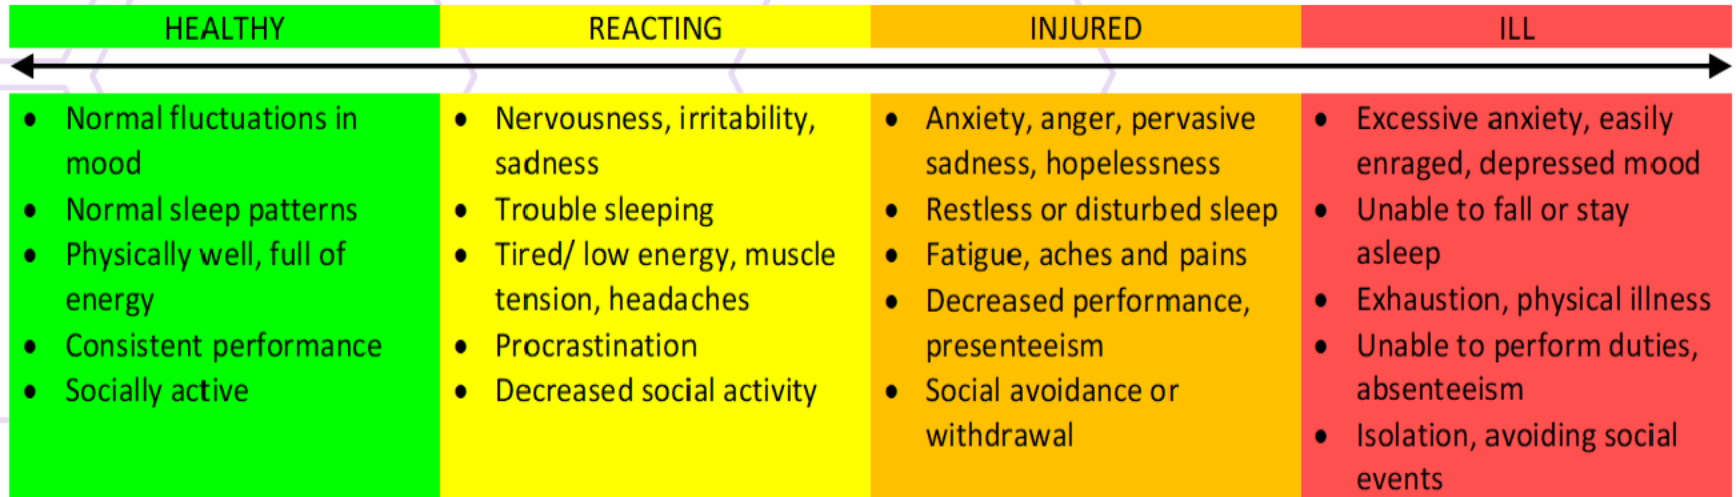 HEALTHY
REACTING
INJURED
ILL
• Normal fluctuations in
mood
• Normal sleep patterns
• Physically well, full of
energy
• Consistent performance
• Socially active
• Nervousness, irritability,
sadness
• Trouble sleeping
• Tired/ low energy, muscle
tension, headaches
• Procrastination
• Decreased social activity
• Anxiety, anger, pervasive
sadness, hopelessness
• Restless or disturbed sleep
• Fatigue, aches and pains
• Decreased performance,
presenteeism
• Social avoidance or
withdrawal
• Excessive anxiety, easily
enraged, depressed mood
• Unable to fall or stay
asleep
• Exhaustion, physical illness
• Unable to perform duties,
absenteeism
• Isolation, avoiding social
events